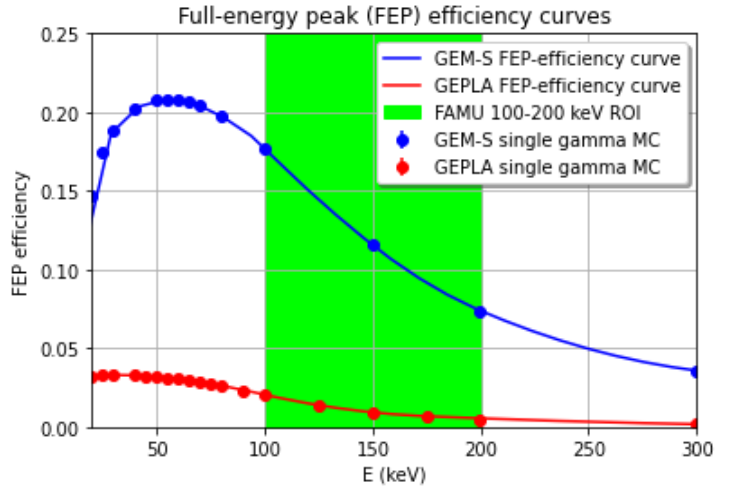 Full-energy peak (FEP) efficiency curves
GEM-S FEP-efficiency curve
GEPLA FEP-efficiency curve
FAMU 100-200 keV ROI
GEM-S single gamma MC
GEPLA single gamma MC
FEP efficiency
0.25
0.20
0.15
0.10
0.05
0.00
50
100
150
200
250
300
E (keV)